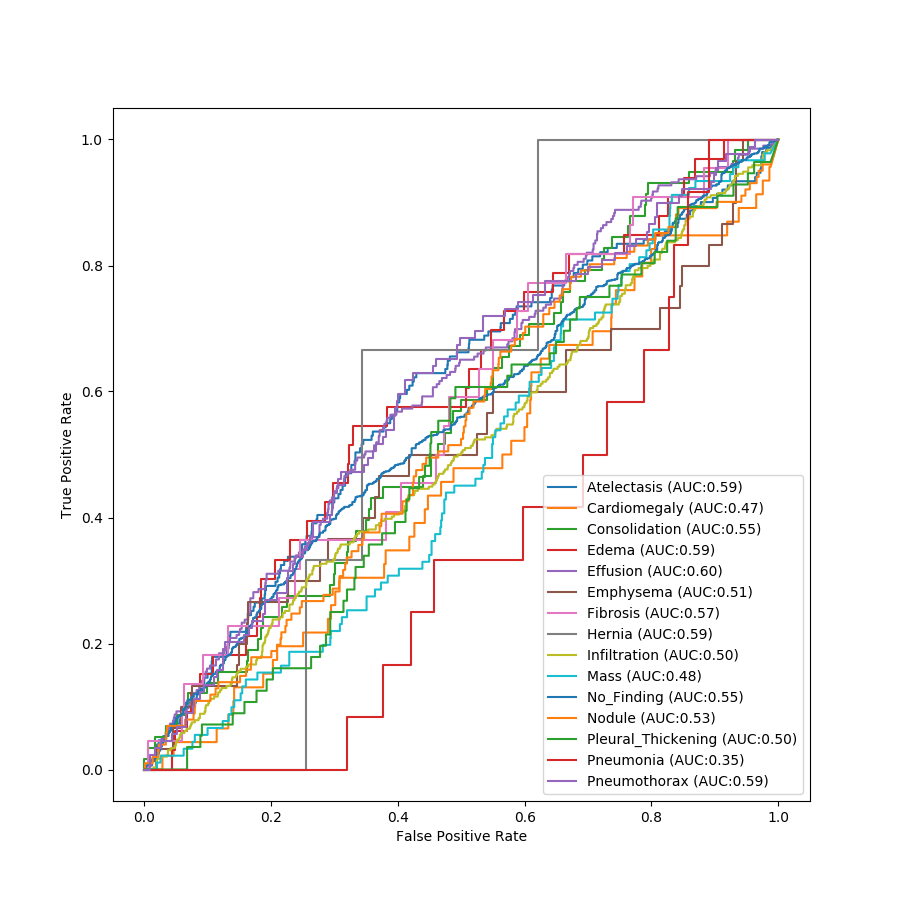 1.0
0.8
0.6
0.4
0.2
0.0
True Positive Rate
Atelectasis (AUC:0.59)
Cardiomegaly (AUC:0.47)
Consolidation (AUC:0.55)
Edema (AUC:0.59)
Effusion (AUC:0.60)
Emphysema (AUC:0.51)
Fibrosis (AUC:0.57)
Hernia (AUC:0.59)
Infiltration (AUC:0.50)
Mass (AUC:0.48)
No_Finding (AUC:0.55)
Nodule (AUC:0.53)
Pleural_Thickening (AUC:0.50)
Pneumonia (AUC:0.35)
Pneumothorax (AUC:0.59)
0.0 0.2 0.4 0.6 0.8 1.0
False Positive Rate